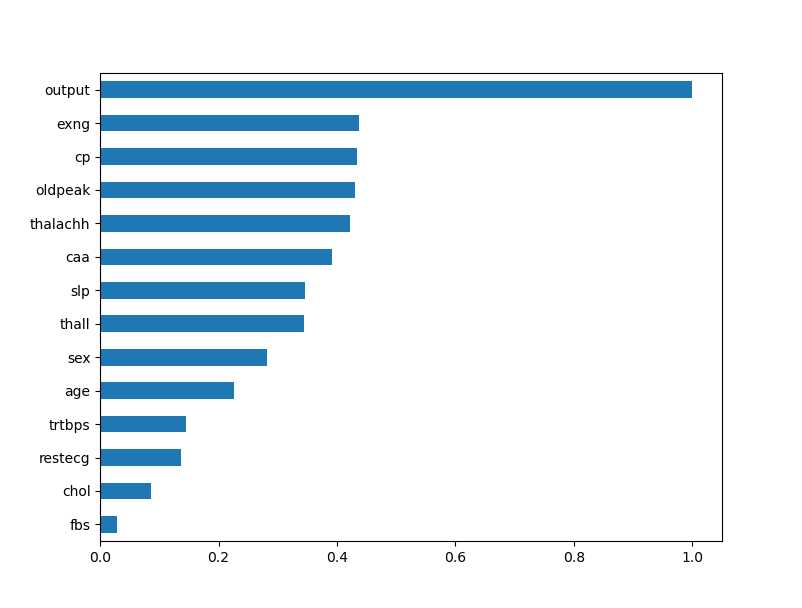 output
exng
cp
oldpeak
thalachh
caa
slp
thall
sex
age
trtbps
restecg
chol
fbs
0.0 0.2 0.4 0.6 0.8 1.0